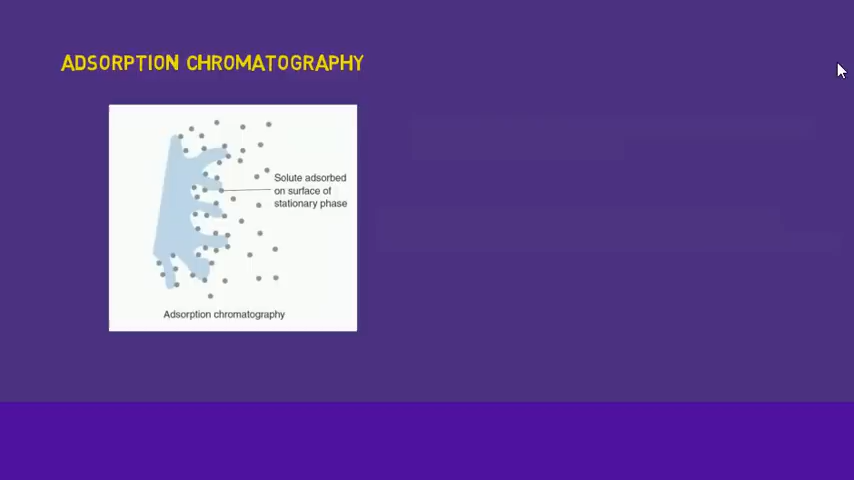 ADSORPTION CHROMATOGRAPHY
Solute adsorbed
on surface of
stationary phase
Adsorption chromatography